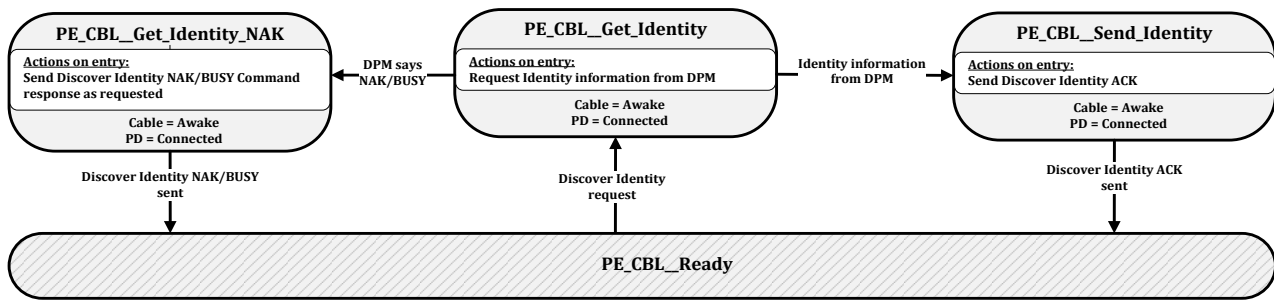 PE_CBL_Get_Identity_NAK
Actions on entry:
Send Discover Identity NAK/BUSY Command
response as requested
Cable = Awake
PD = Connected
DPM says
NAK/BUSY
PE_CBL_Get_Identity
Actions on entry:
Request Identity information from DPM
Cable = Awake
PD = Connected
Identity information
from DPM
PE_CBL_Send_Identity
Actions on entry:
Send Discover Identity ACK
Cable = Awake
PD = Connected
Discover Identity NAK/BUSY
sent
Discover Identity
request
Discover Identity ACK
sent
PE_CBL_Ready